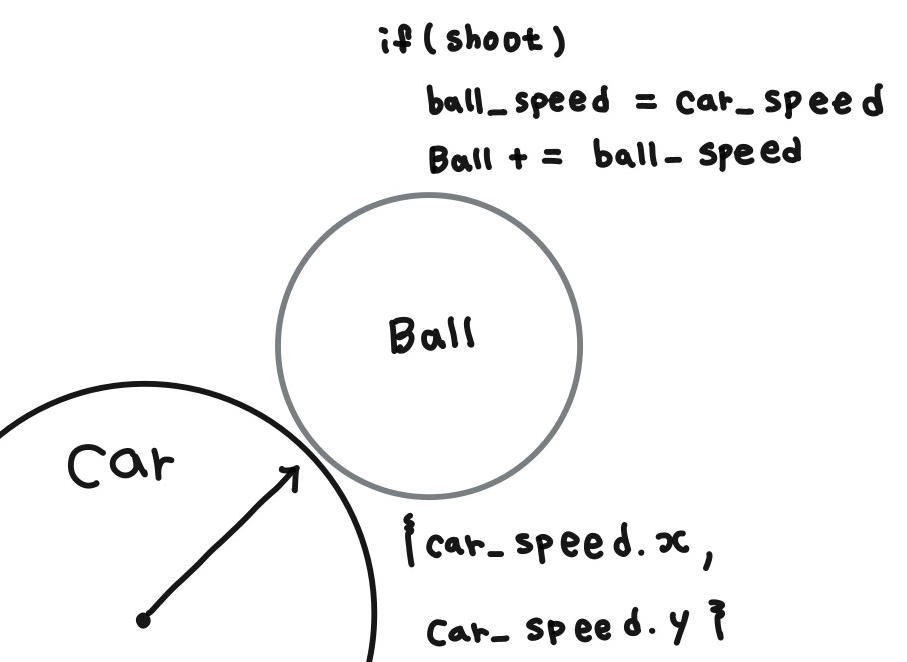 if (shoot)
ball_speed = car_speed
Ball += ball_speed
Ball
Car
{car_speed.x,
car_speed.y}